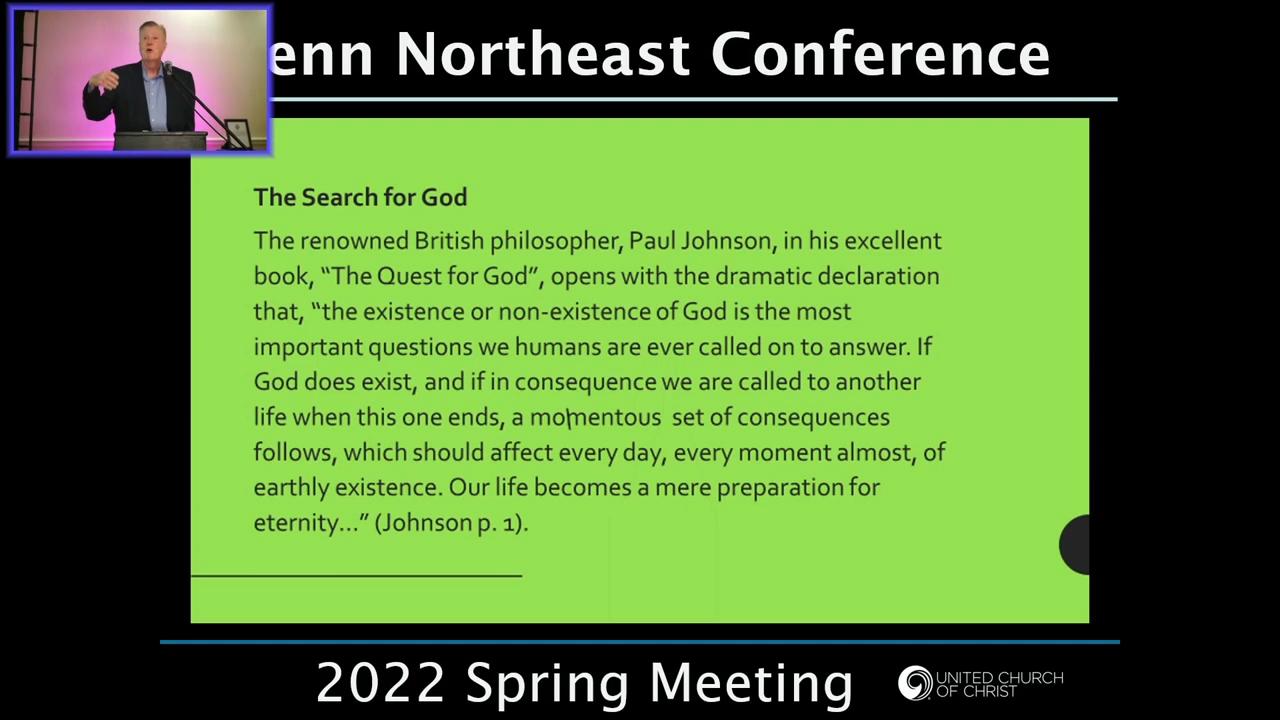 enn Northeast Conference
The Search for God
The renowned British philosopher, Paul Johnson, in his excellent
book, “The Quest for God”, opens with the dramatic declaration
that, “the existence or non-existence of God is the most
important questions we humans are ever called on to answer. If
God does exist, and if in consequence we are called to another
life when this one ends, a momentous set of consequences
follows, which should affect every day, every moment almost, of
earthly existence. Our life becomes a mere preparation for
eternity...” (Johnson p. 1).
2022 Spring Meeting
UNITED CHURCH
OF CHRIST